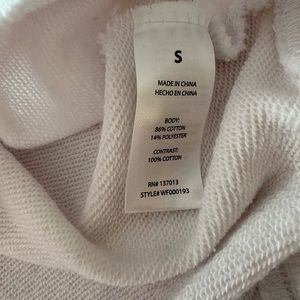 S
MADE IN CHINA
HECHO EN CHINA
BODY:
86% COTTON
14% POLYESTER
CONTRAST:
100% COTTON
RN# 137013
STYLE# WF000193